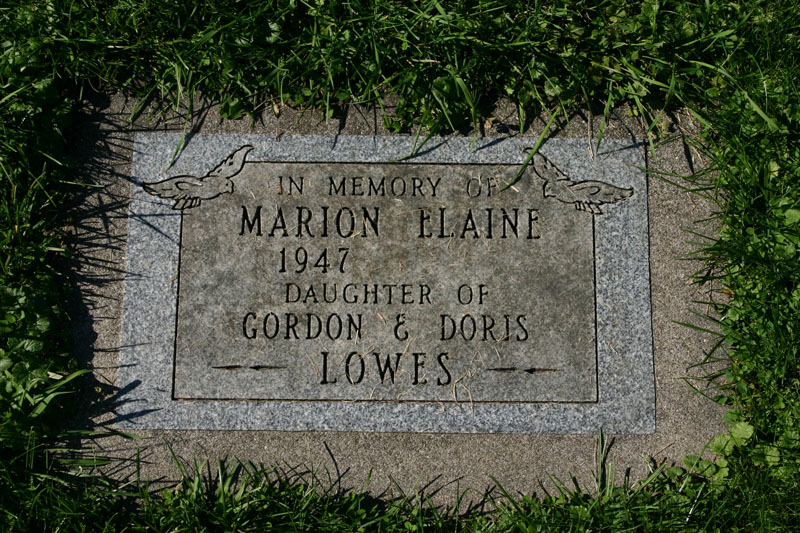 IN MEMORY OF
MARION ELAINE
1947
DAUGHTER OF
GORDON & DORIS
LOWES